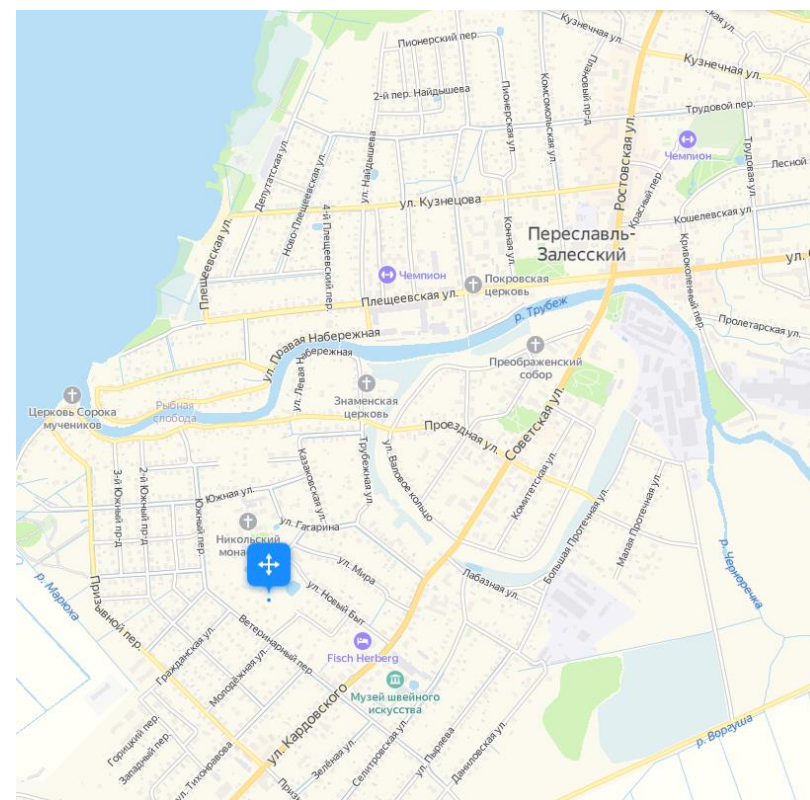 Кузнечная ул.
Пионерский пер.
Кузнечная ул.
2-й пер. Найдышева
Пионерская ул.
Комсомольская ул.
Трудовой пер.
Депутатская ул.
Ново-Плещеевская ул.
ул. Найдышева
Ростовская ул.
Чемпион
Трудовая ул.
Лесной
Красный пер.
ул. Кузнецова
4-й Плещеевский пер.
Конная ул.
Кошелевская ул.
Плещеевская ул.
Переславль-
Залесский
Кривоколенный пер.
Чемпион
Покровская
церковь
Плещеевская ул.
р. Трубеж
Пролетарская ул.
ул. Правая Набережная
ул. Левая Набережная
Преображенский
собор
Знаменская
церковь
Церковь Сорока
мучеников
Рыбная
слобода
Проездная ул.
Советская ул.
3-й Южный пр-д
2-й Южный пр-д
Южный пер.
Южная ул.
Казаковская ул.
Трубежная ул.
ул. Валовое кольцо
Комитетская ул.
Большая Протечная ул.
Малая Протечная ул.
ул. Гагарина
Никольский
ул. Мира
Лабазная ул.
р. Черноречка
р. Марюха
Призывной пер.
ул. Новый Быт
Ветеринарный пер.
Гражданская ул.
Молодёжная ул.
Fisch Herberg
Музей швейного
искусства
ул. Кардовского
Горицкий пер.
Западный пер.
ул. Тихонравова
Зелёная ул.
Селитровская ул.
ул. Пыряева
Даниловская ул.
р. Воргуша